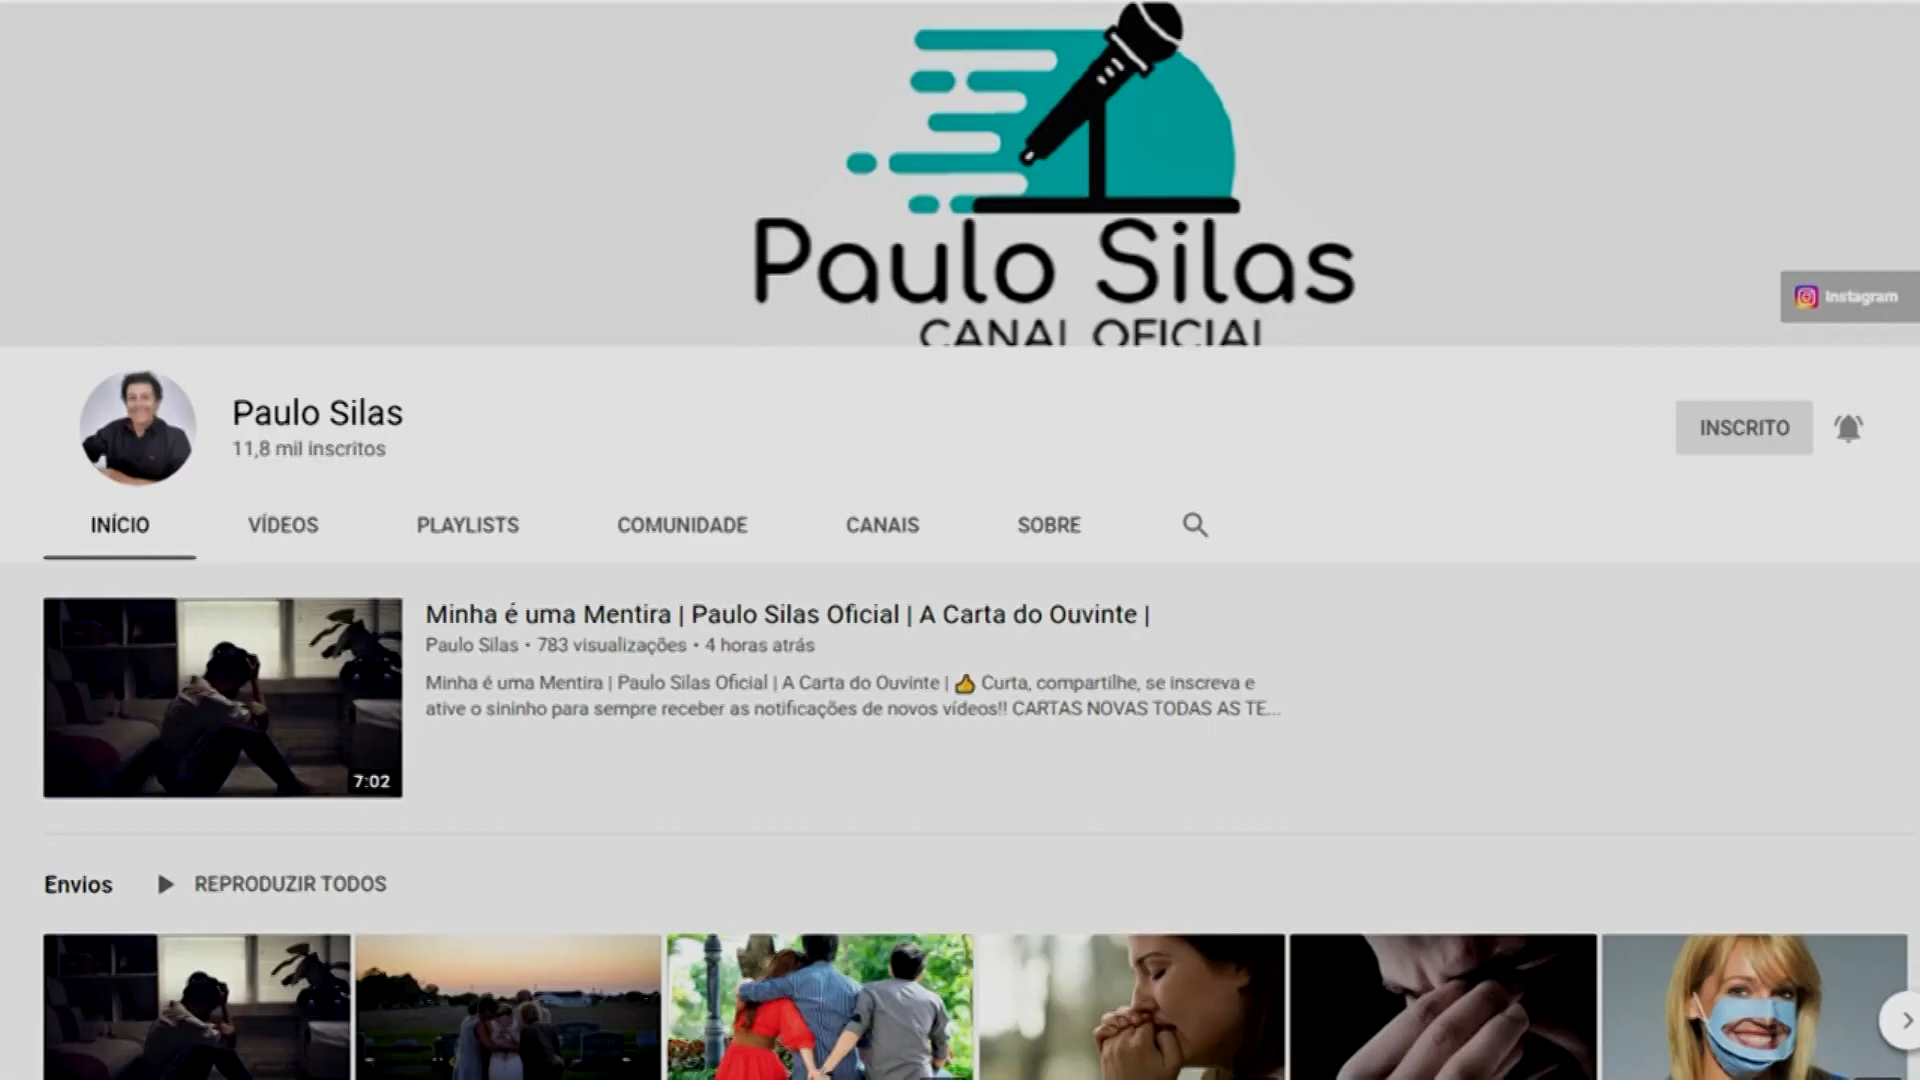 Paulo Silas
CANAL OFICIAL
Instagram
Paulo Silas
11,8 mil inscritos
INSCRITO
INÍCIO
VÍDEOS
PLAYLISTS
COMUNIDADE
CANAIS
SOBRE
Minha é uma Mentira | Paulo Silas Oficial | A Carta do Ouvinte |
Paulo Silas • 783 visualizações • 4 horas atrás
Minha é uma Mentira | Paulo Silas Oficial | A Carta do Ouvinte | 👍 Curta, compartilhe, se inscreva e
ative o sininho para sempre receber as notificações de novos vídeos!! CARTAS NOVAS TODAS AS TE...
7:02
Envios
REPRODUZIR TODOS